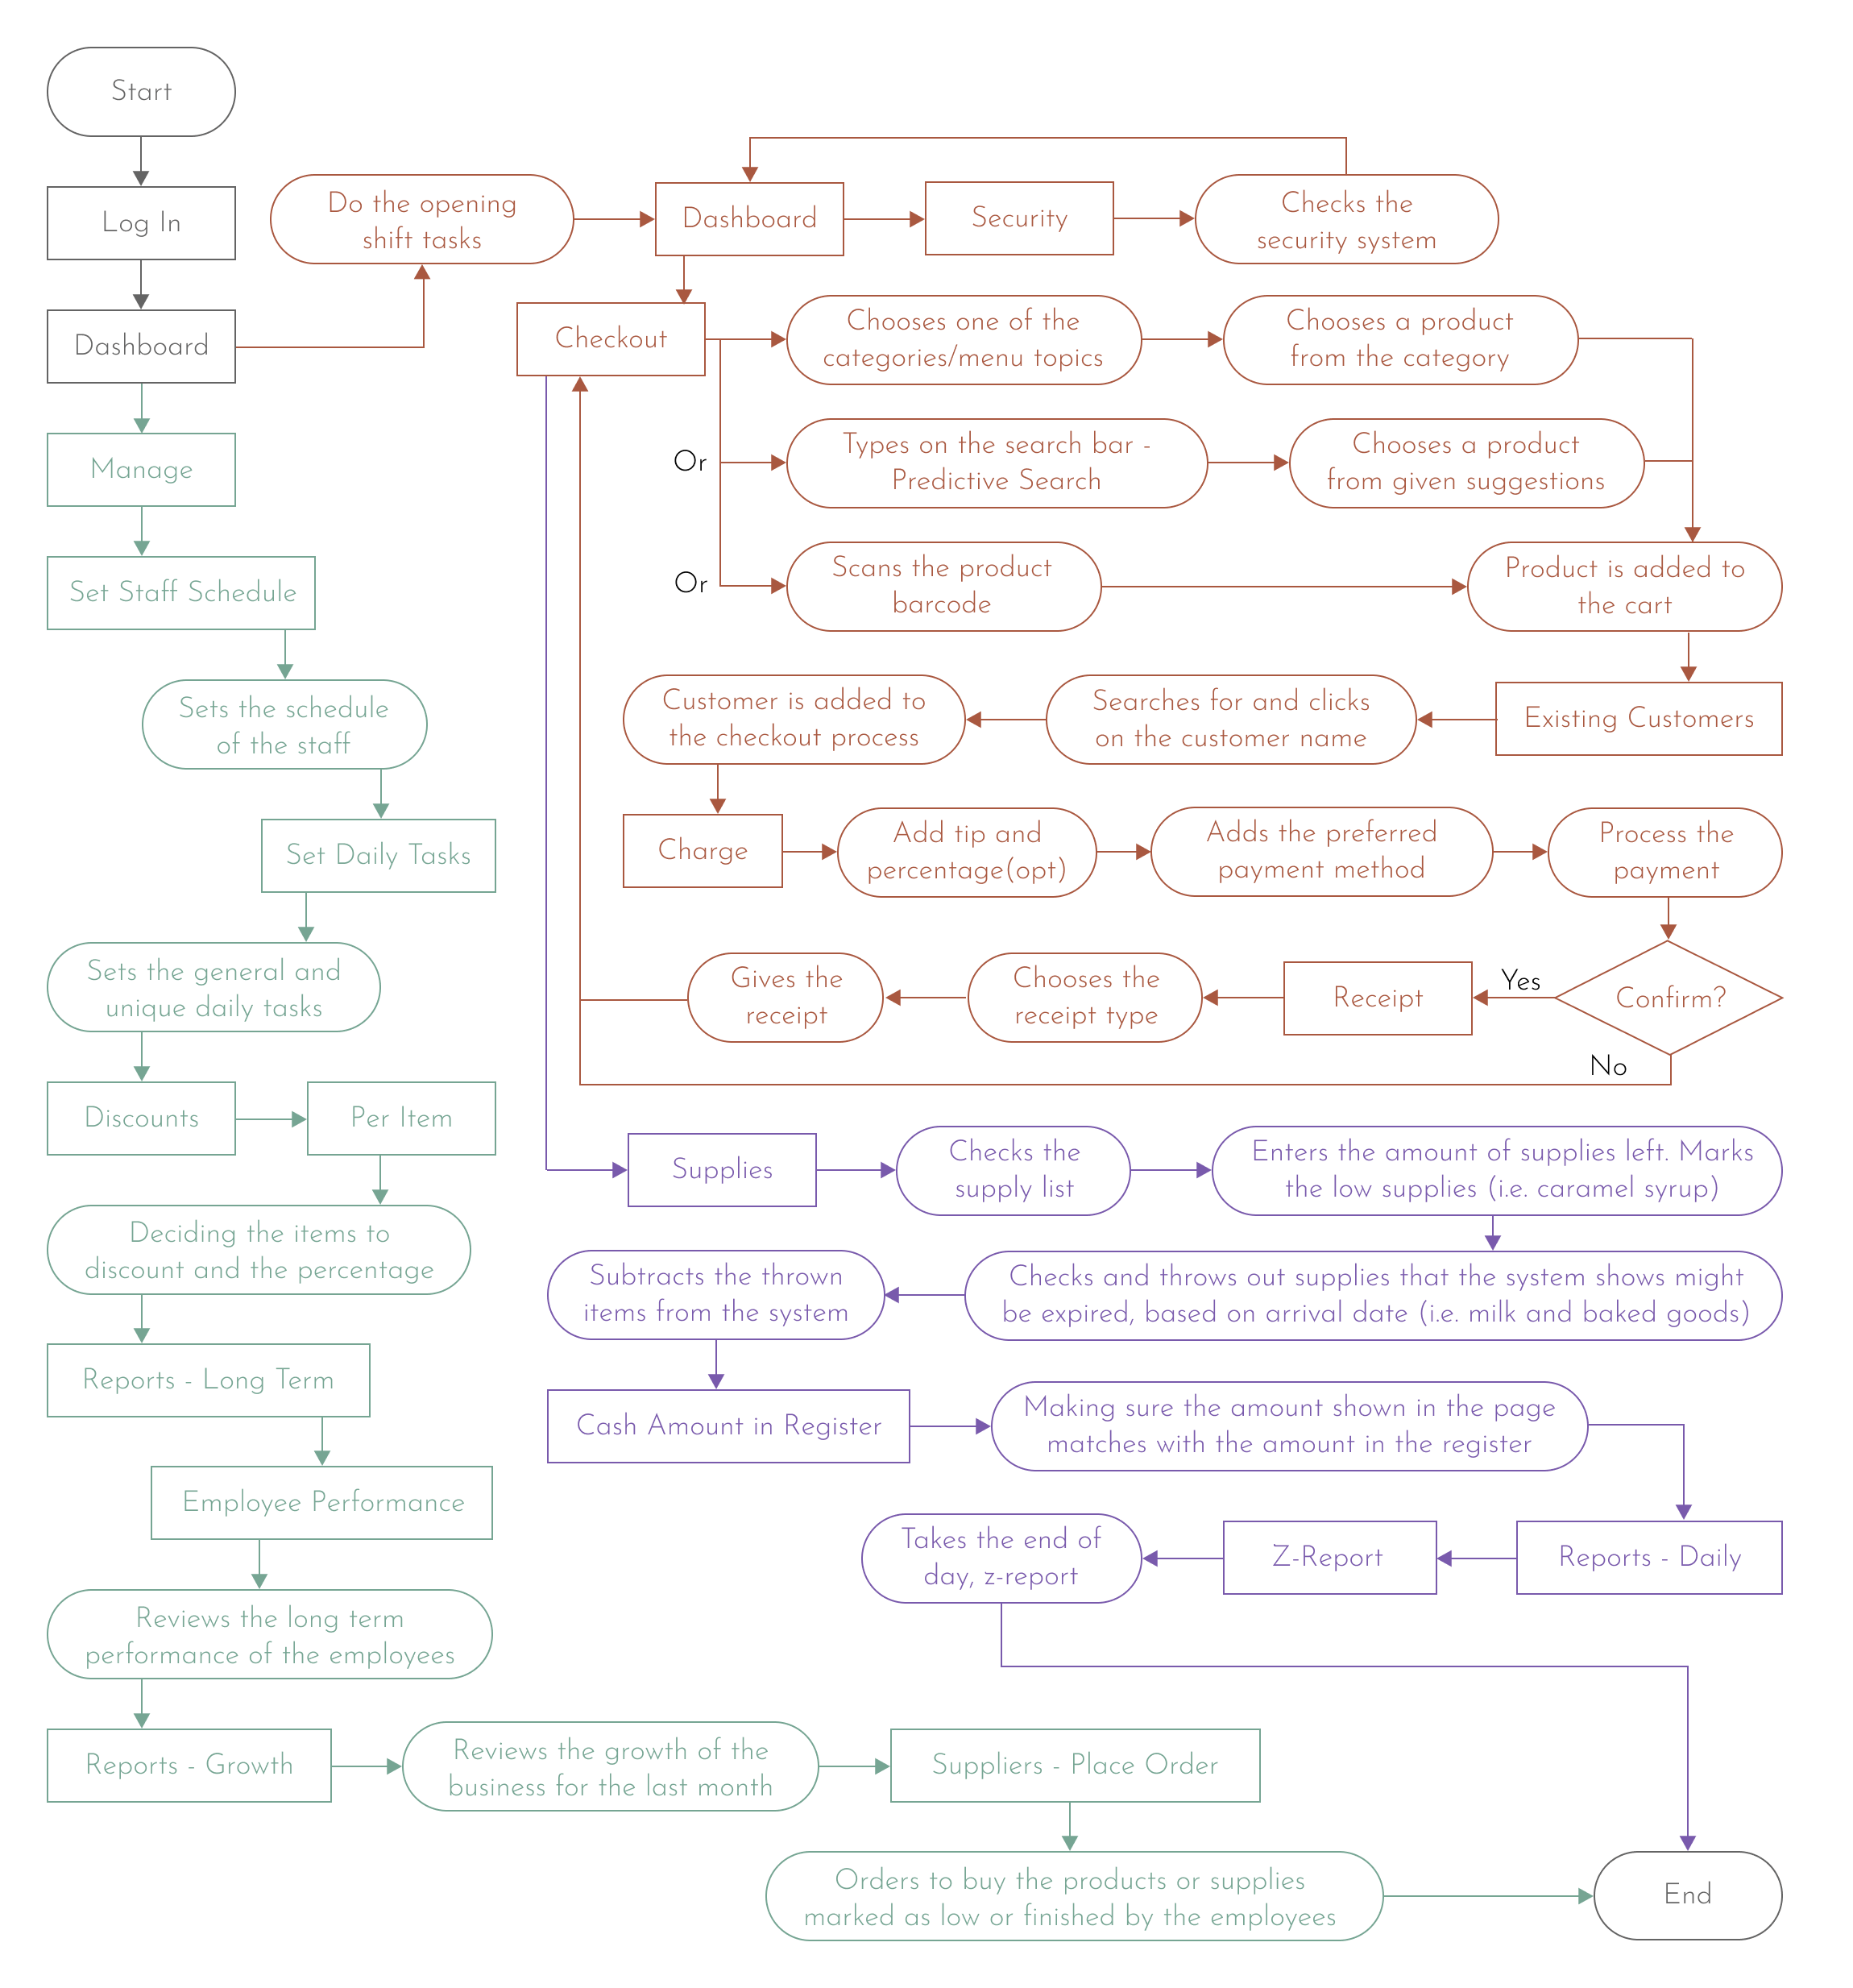 Start
Log In
Dashboard
Do the opening
shift tasks
Dashboard
Security
Checks the
security system
Checkout
Chooses one of the
categories/menu topics
Chooses a product
from the category
Or
Types on the search bar -
Predictive Search
Chooses a product
from given suggestions
Or
Scans the product
barcode
Product is added to
the cart
Existing Customers
Searches for and clicks
on the customer name
Customer is added to
the checkout process
Charge
Add tip and
percentage(opt)
Adds the preferred
payment method
Process the
payment
Confirm?
Yes
No
Receipt
Chooses the
receipt type
Gives the
receipt
Supplies
Checks the
supply list
Enters the amount of supplies left. Marks
the low supplies (i.e. caramel syrup)
Checks and throws out supplies that the system shows might
be expired, based on arrival date (i.e. milk and baked goods)
Subtracts the thrown
items from the system
Cash Amount in Register
Making sure the amount shown in the page
matches with the amount in the register
Reports - Daily
Z-Report
Takes the end of
day, z-report
Manage
Set Staff Schedule
Sets the schedule
of the staff
Set Daily Tasks
Sets the general and
unique daily tasks
Discounts
Per Item
Deciding the items to
discount and the percentage
Reports - Long Term
Employee Performance
Reviews the long term
performance of the employees
Reports - Growth
Reviews the growth of the
business for the last month
Suppliers - Place Order
Orders to buy the products or supplies
marked as low or finished by the employees
End